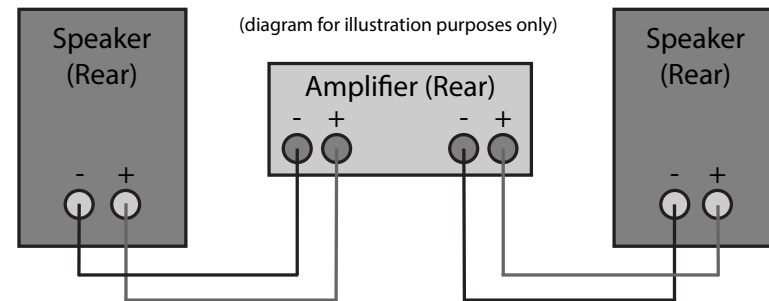 (diagram for illustration purposes only)
Speaker
(Rear)
- +
Amplifier (Rear)
- + - +
Speaker
(Rear)
- +